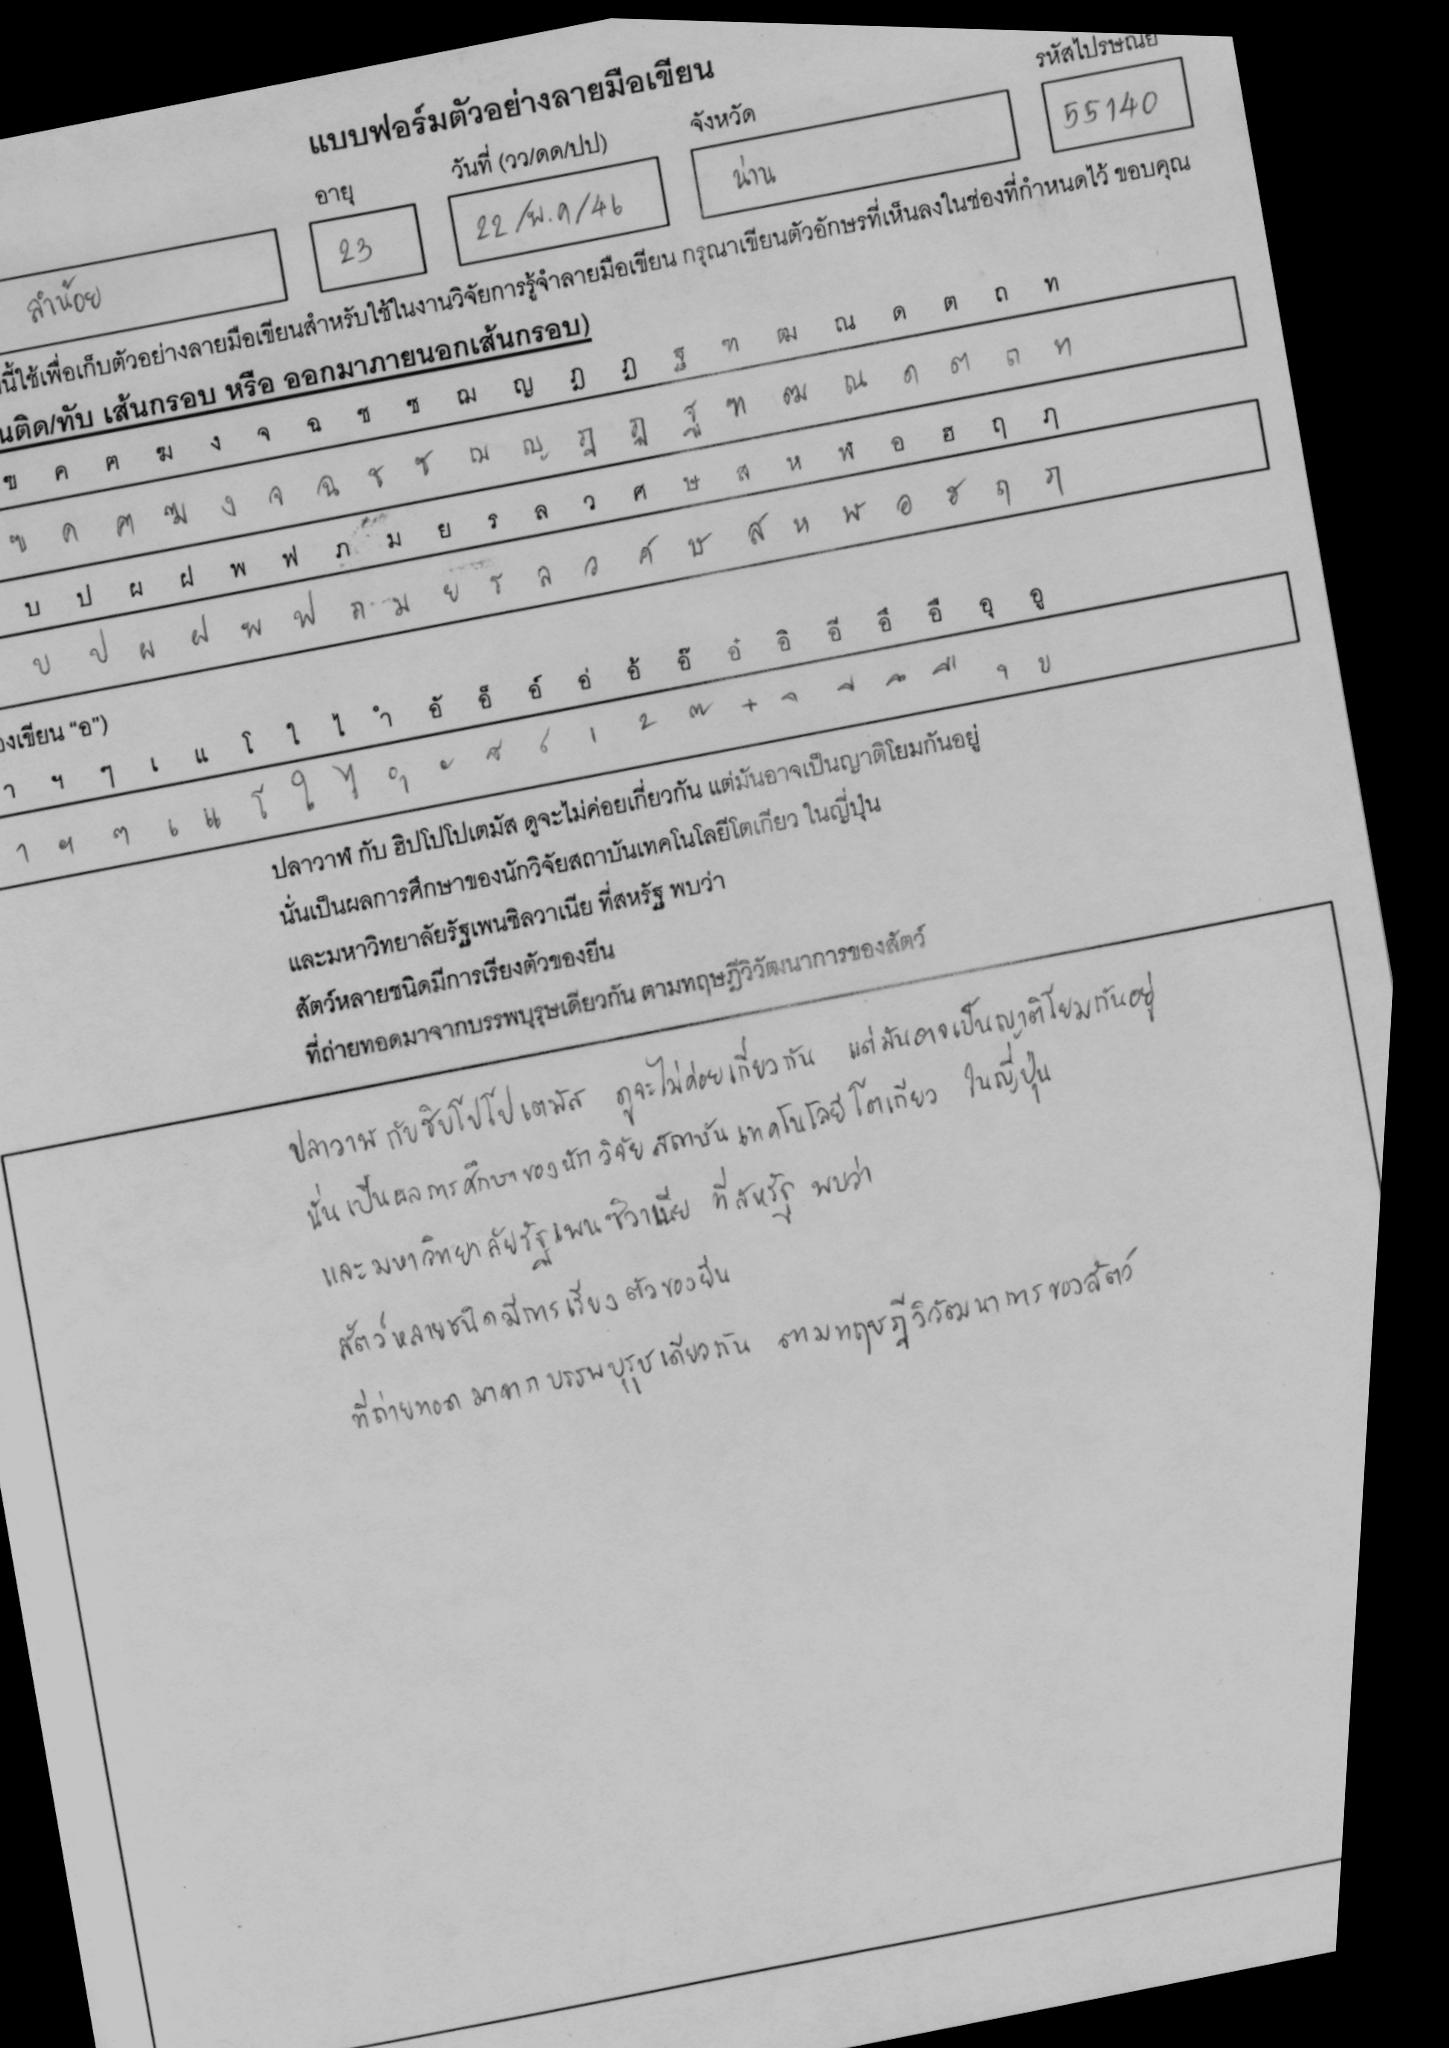 แบบฟอร์มตัวอย่างลายมือเขียน
อายุ วันที่ (วว/ดด/ปป) จังหวัด รหัสไปรษณีย์
ลำน้อย 23 22/พ.ค/46 น่าน 55140
นี้ใช้เพื่อเก็บตัวอย่างลายมือเขียนสำหรับใช้ในงานวิจัยการรู้จำลายมือเขียน กรุณาเขียนตัวอักษรที่เห็นลงในช่องที่กำหนดไว้ ขอบคุณ
นติด/ทับ เส้นกรอบ หรือ ออกมาภายนอกเส้นกรอบ)
ข ค ฅ ฆ ง จ ฉ ช ซ ฌ ญ ฎ ฏ ฐ ฑ ฒ ณ ด ต ถ ท
ข ค ฅ ฆ ง จ ฉ ช ซ ฌ ญ ฎ ฏ ฐ ฑ ฒ ณ ด ต ถ ท
บ ป ผ ฝ พ ฟ ภ ม ย ร ล ว ศ ษ ส ห ฬ อ ฮ ฤ ฦ
บ ป ผ ฝ พ ฟ ภ ม ย ร ล ว ศ ษ ส ห ฬ อ ฮ ฤ ฦ
องเขียน “อ”)
า ฯ ๆ เ แ โ ใ ไ ำ อั อ็ อ์ อ่ อ้ อ๊ อ๋ อิ อี อึ อื อุ อู
า ฯ ๆ เ แ โ ใ ไ ำ ั ็ ์ ่ ้ ๊ ๋ ิ ี ึ ื ุ ู
ปลาวาฬ กับ ฮิปโปโปเตมัส ดูจะไม่ค่อยเกี่ยวกัน แต่มันอาจเป็นญาติโยมกันอยู่
นั่นเป็นผลการศึกษาของนักวิจัยสถาบันเทคโนโลยีโตเกียว ในญี่ปุ่น
และมหาวิทยาลัยรัฐเพนซิลวาเนีย ที่สหรัฐ พบว่า
สัตว์หลายชนิดมีการเรียงตัวของยีน
ที่ถ่ายทอดมาจากบรรพบุรุษเดียวกัน ตามทฤษฎีวิวัฒนาการของสัตว์
ปลาวาฬ กับฮิปโปโปเตมัส ดูจะไม่ค่อยเกี่ยวกัน แต่มันอาจเป็นญาติโยมกันอยู่
นั่นเป็นผลการศึกษาของนักวิจัยสถาบันเทคโนโลยีโตเกียว ในญี่ปุ่น
และมหาวิทยาลัยรัฐเพนซิวาเนีย ที่สหรัฐ พบว่า
สัตว์หลายชนิดมีการเรียงตัวของยีน
ที่ถ่ายทอดมาจากบรรพบุรุษเดียวกัน ตามทฤษฎีวิวัฒนาการของสัตว์